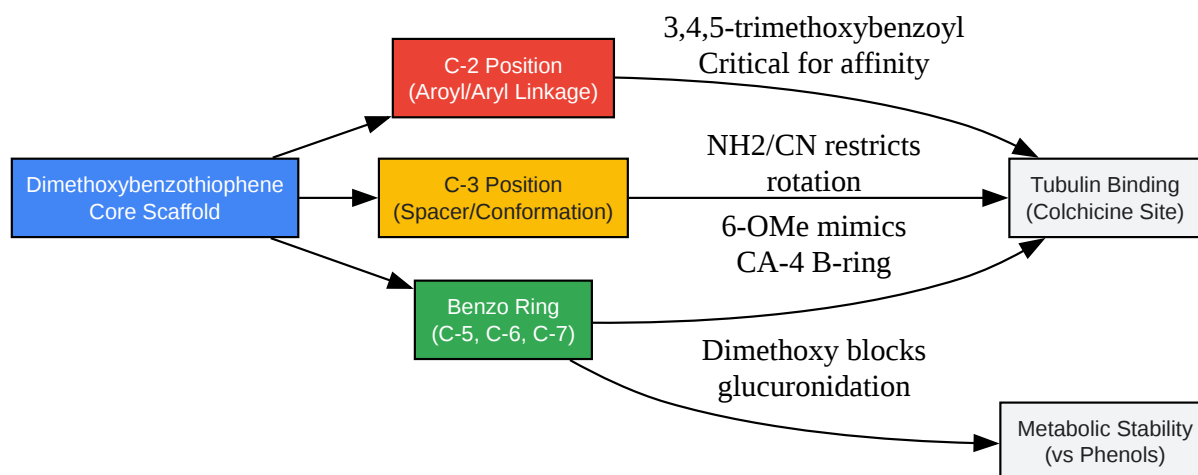 3,4,5-trimethoxybenzoyl
Critical for affinity
C-2 Position
(Aroyl/Aryl Linkage)
Dimethoxybenzothiophene
Core Scaffold
C-3 Position
(Spacer/Conformation)
NH2/CN restricts
rotation
Tubulin Binding
(Colchicine Site)
6-OMe mimics
CA-4 B-ring
Benzo Ring
(C-5, C-6, C-7)
Dimethoxy blocks
glucuronidation
Metabolic Stability
(vs Phenols)